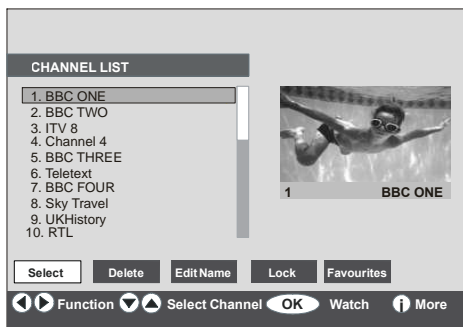 CHANNEL LIST
1. BBC ONE
2. BBC TWO
3. ITV 8
4. Channel 4
5. BBC THREE
6. Teletext
7. BBC FOUR
8. Sky Travel
9. UKHistory
10. RTL
1 BBC ONE
Select Delete Edit Name Lock Favourites
Function Select Channel OK Watch i More